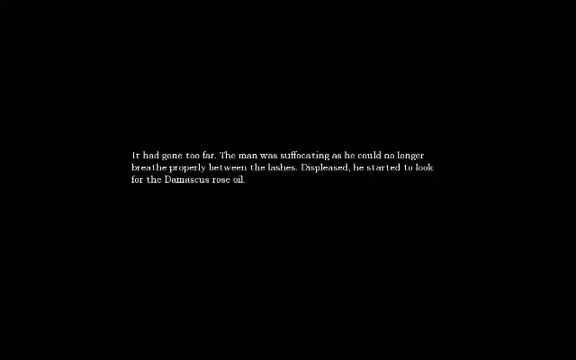 It had gone too far. The man was suffocating as he could no longer
breathe properly between the lashes. Displeased, he started to look
for the Damascus rose oil.